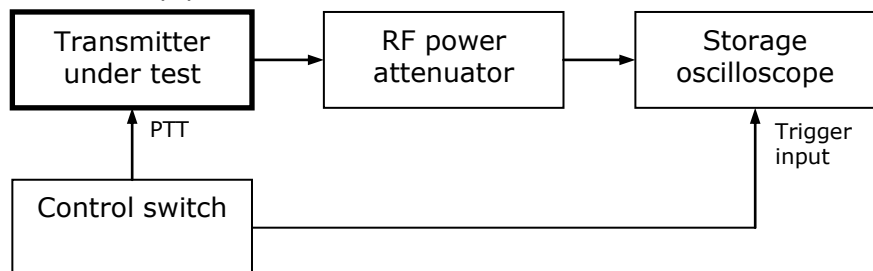 Transmitter
under test
RF power
attenuator
Storage
oscilloscope
PTT
Trigger
input
Control switch